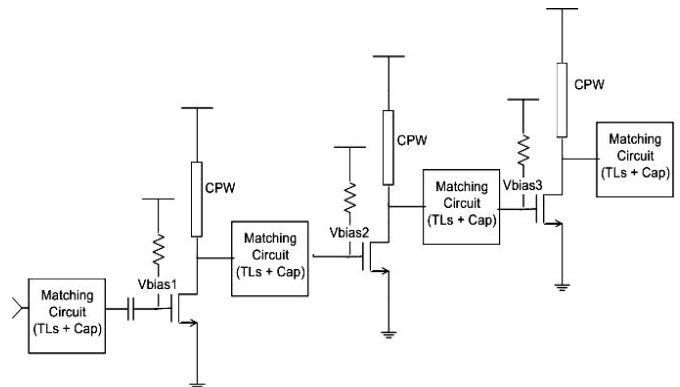 CPW
Matching
Circuit
(TLs + Cap)
Vbias3
CPW
Matching
Circuit
(TLs + Cap)
Vbias2
CPW
Matching
Circuit
(TLs + Cap)
Vbias1
Matching
Circuit
(TLs + Cap)